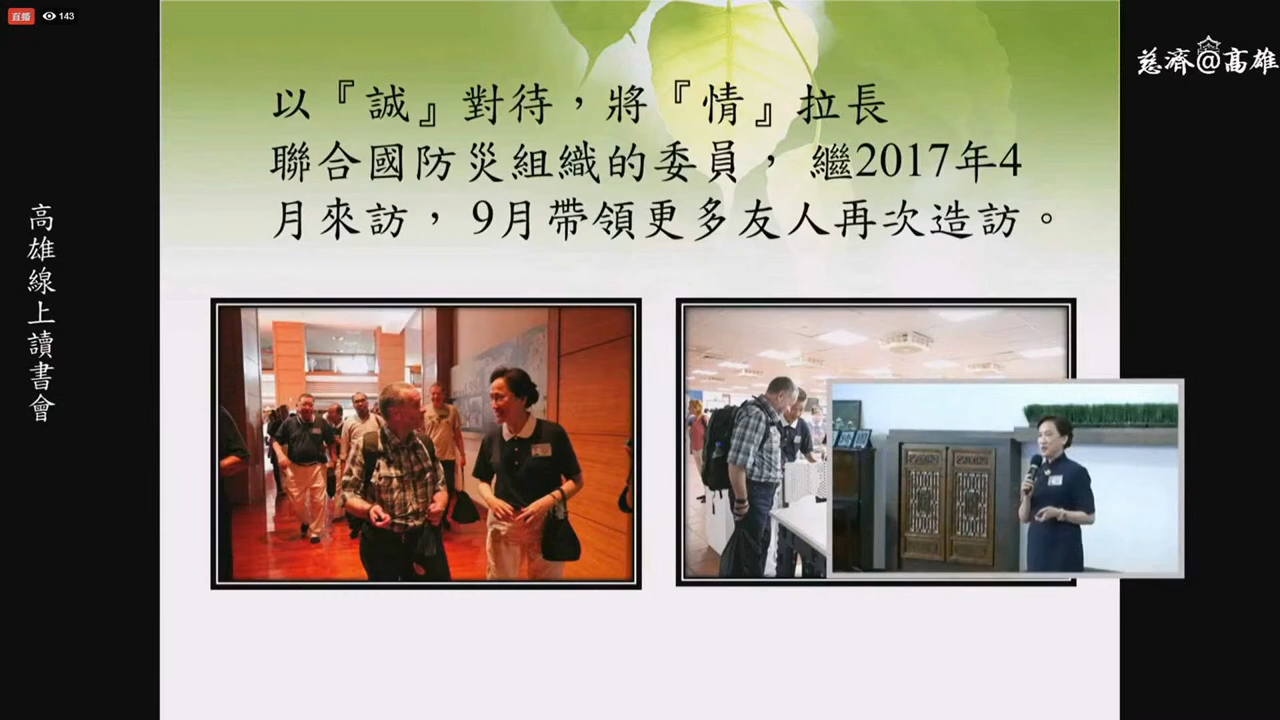 直播 143
慈濟@高雄
以『誠』對待，將『情』拉長
聯合國防災組織的委員， 繼2017年4
月來訪， 9月帶領更多友人再次造訪。
高雄線上讀書會